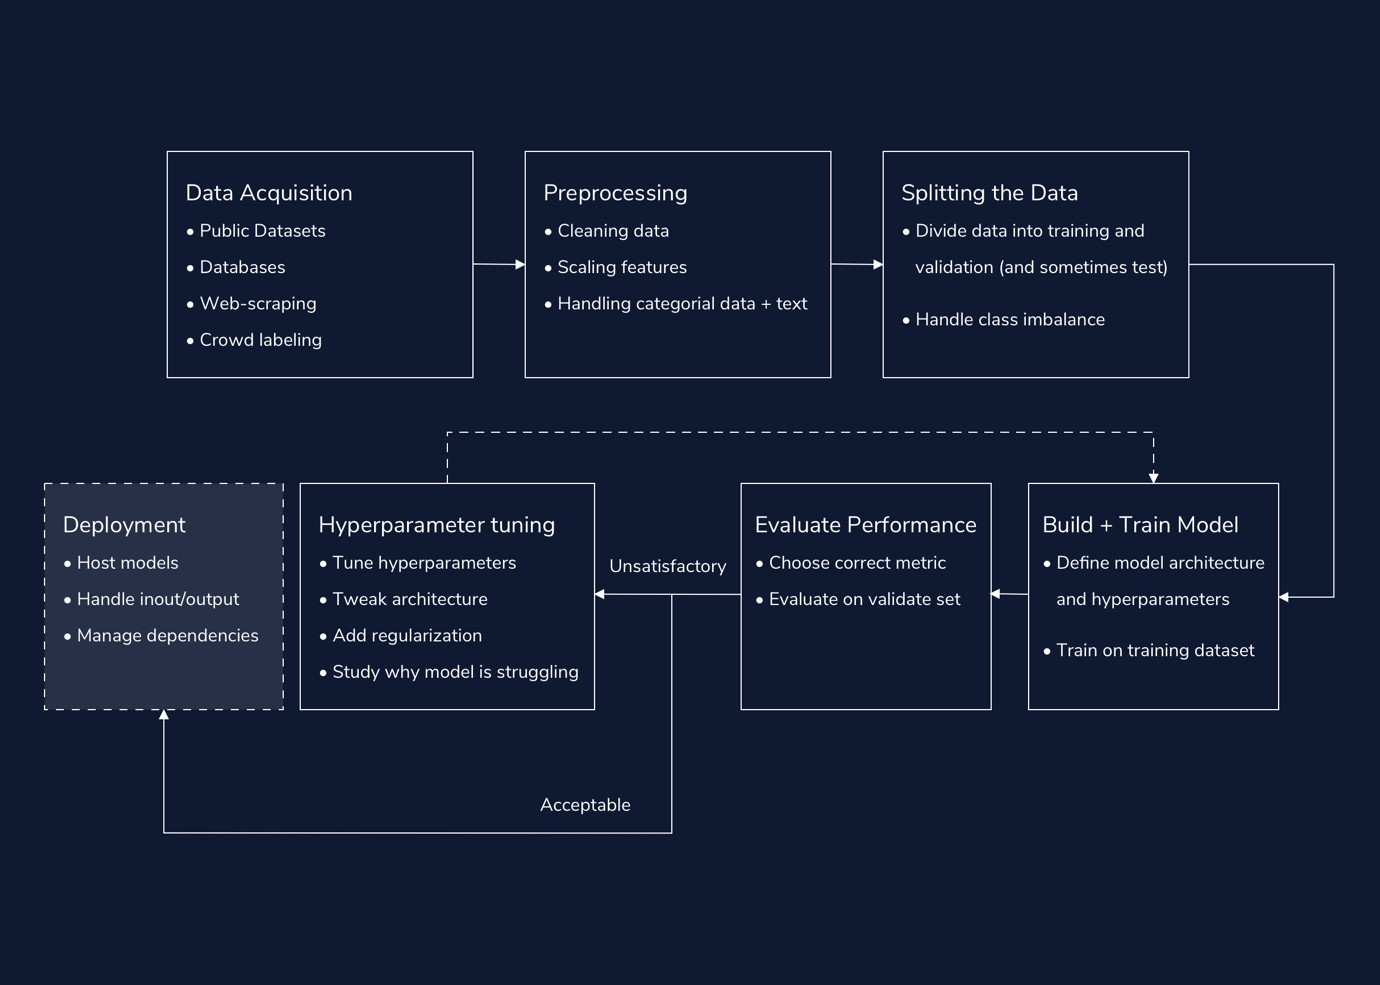 Data Acquisition
• Public Datasets
• Databases
• Web-scraping
• Crowd labeling
Preprocessing
• Cleaning data
• Scaling features
• Handling categorial data + text
Splitting the Data
• Divide data into training and
validation (and sometimes test)
• Handle class imbalance
Deployment
• Host models
• Handle inout/output
• Manage dependencies
Hyperparameter tuning
• Tune hyperparameters
• Tweak architecture
• Add regularization
• Study why model is struggling
Unsatisfactory
Evaluate Performance
• Choose correct metric
• Evaluate on validate set
Build + Train Model
• Define model architecture
and hyperparameters
• Train on training dataset
Acceptable